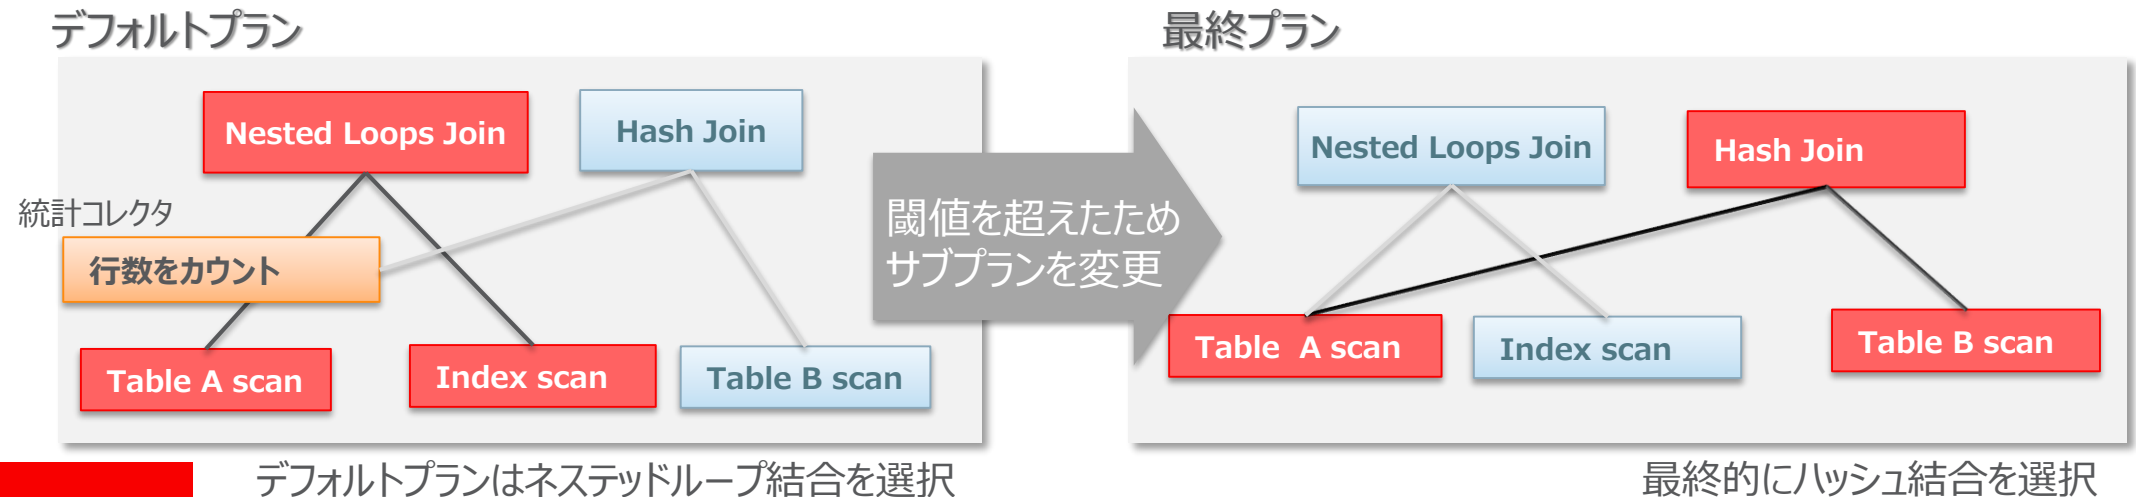 デフォルトプラン
Nested Loops Join
Hash Join
統計コレクタ
行数をカウント
Table A scan
Index scan
Table B scan
デフォルトプランはネステッドループ結合を選択
閾値を超えたため
サブプランを変更
最終プラン
Nested Loops Join
Hash Join
Table A scan
Index scan
Table B scan
最終的にハッシュ結合を選択